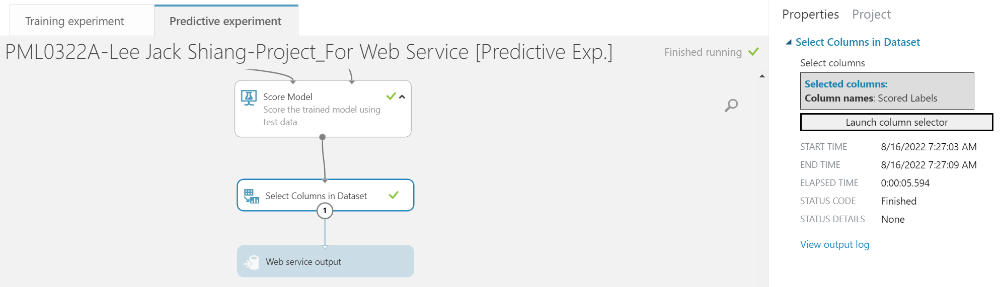 Training experiment
Predictive experiment
PML0322A-Lee Jack Shiang-Project_For Web Service [Predictive Exp.]
Finished running
Score Model
Score the trained model using
test data
Select Columns in Dataset
1
Web service output
Properties
Project
Select Columns in Dataset
Select columns
Selected columns:
Column names: Scored Labels
Launch column selector
START TIME 8/16/2022 7:27:03 AM
END TIME 8/16/2022 7:27:09 AM
ELAPSED TIME 0:00:05.594
STATUS CODE Finished
STATUS DETAILS None
View output log